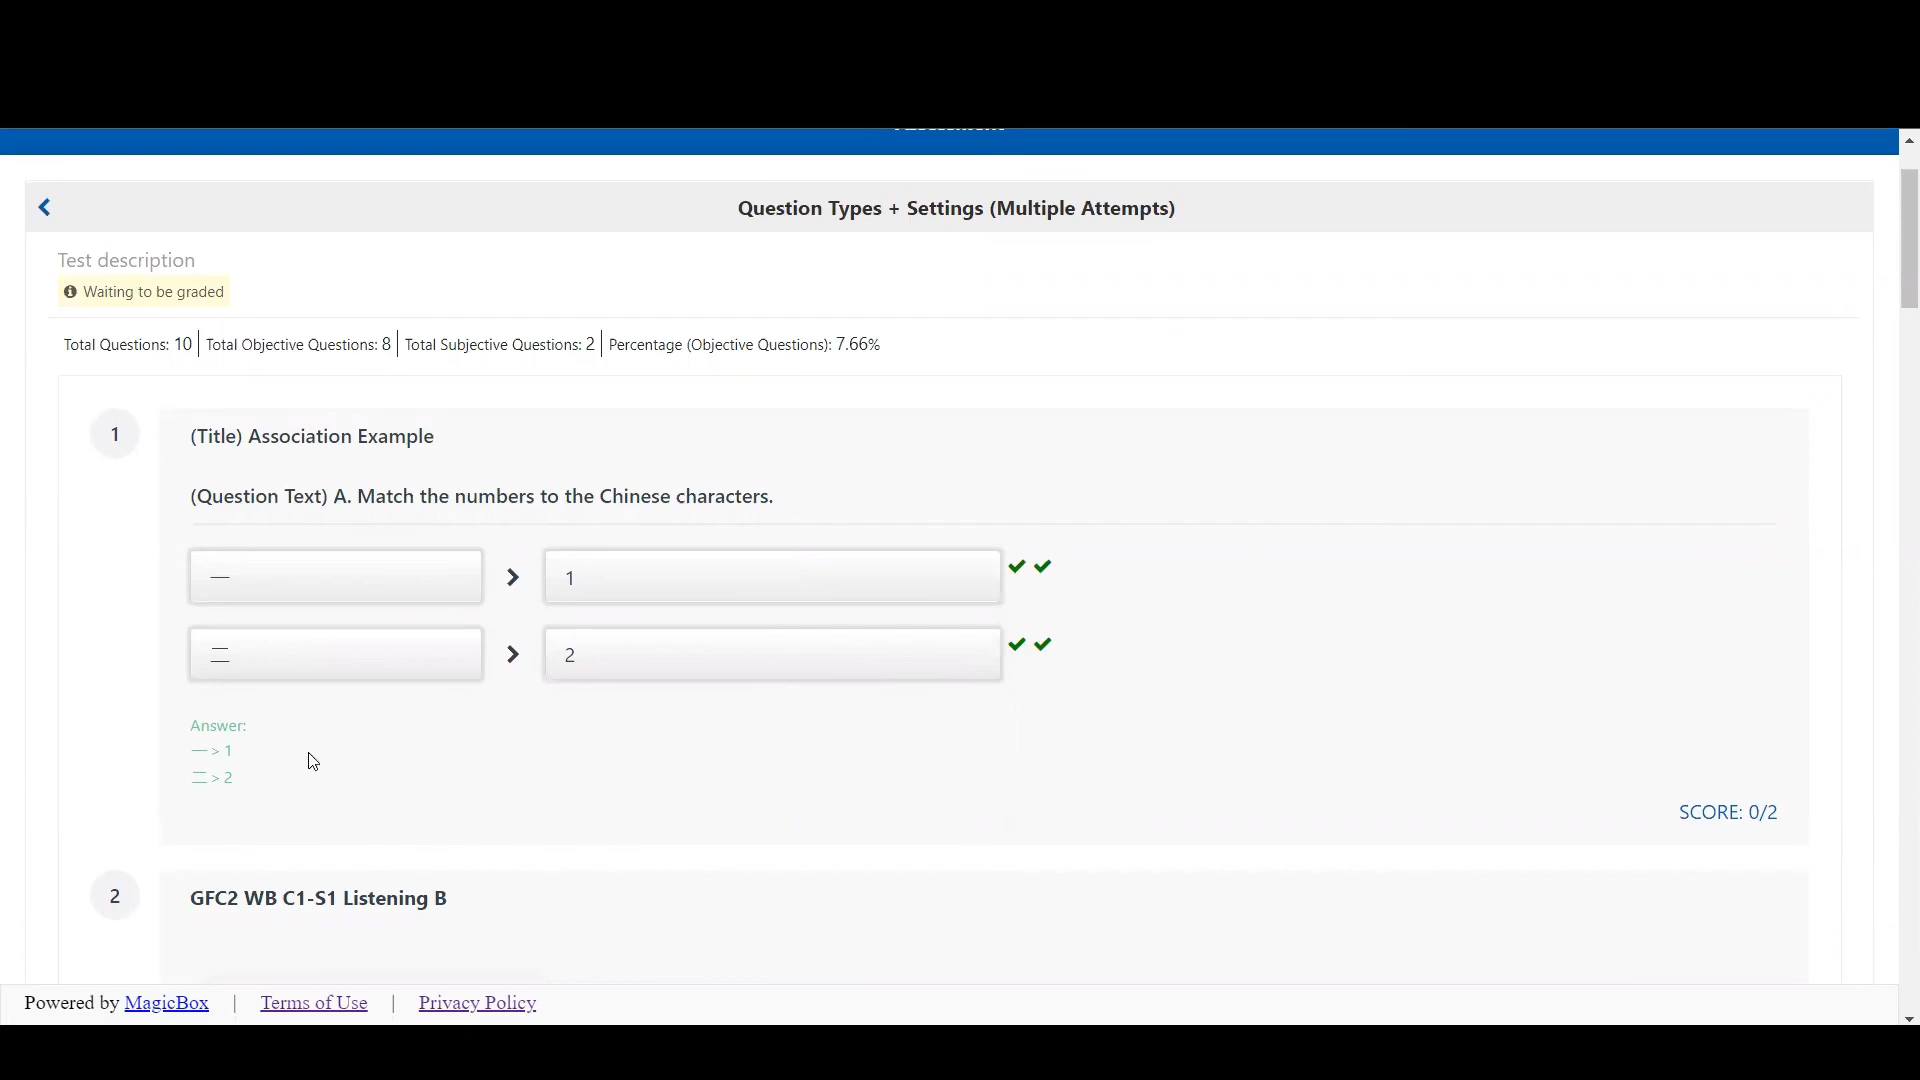 Question Types + Settings (Multiple Attempts)
Test description
Waiting to be graded
Total Questions: 10 Total Objective Questions: 8 Total Subjective Questions: 2 Percentage (Objective Questions): 7.66%
1
(Title) Association Example
(Question Text) A. Match the numbers to the Chinese characters.
一 > 1
二 > 2
Answer:
一 > 1
二 > 2
SCORE: 0/2
2
GFC2 WB C1-S1 Listening B
Powered by MagicBox | Terms of Use | Privacy Policy